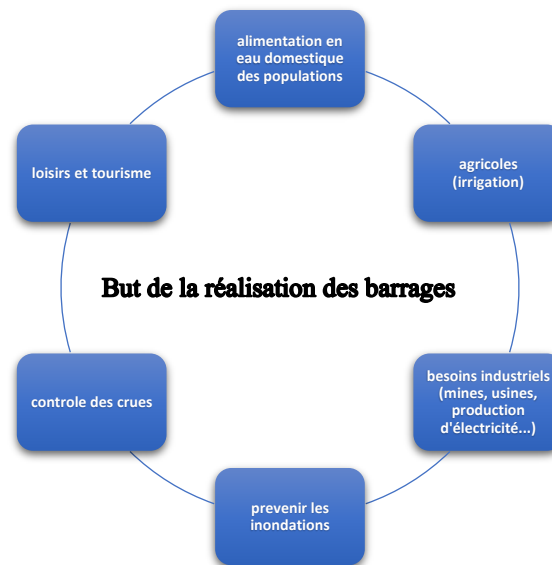 alimentation en
eau domestique
des populations
loisirs et tourisme
agricoles
(irrigation)
But de la réalisation des barrages
controle des crues
besoins industriels
(mines, usines,
production
d'électricité...)
prevenir les
inondations